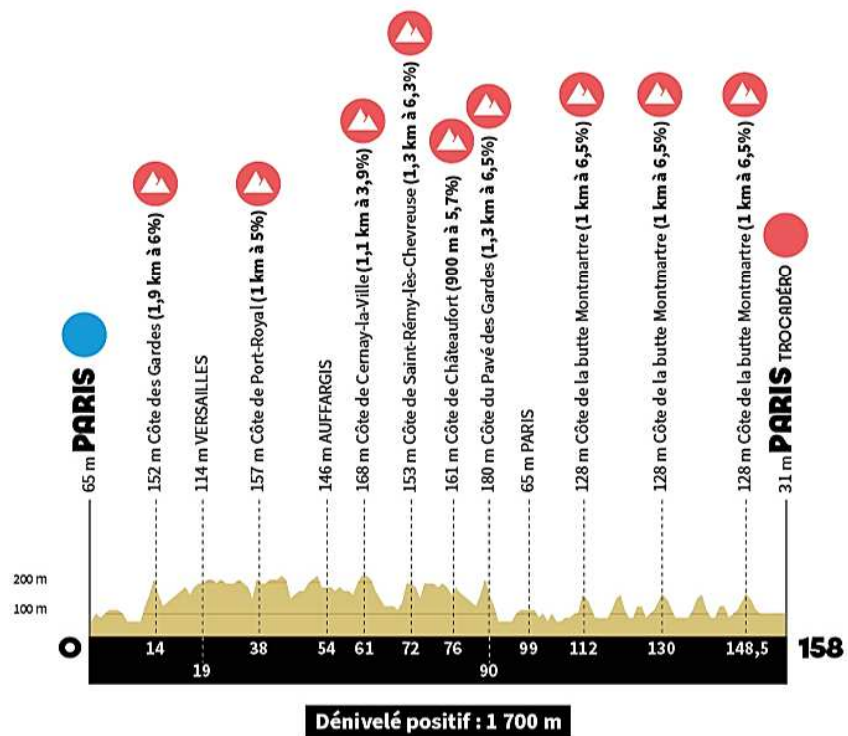 65 m PARIS
152 m Côte des Gardes (1,9 km à 6%)
114 m VERSAILLES
157 m Côte de Port-Royal (1 km à 5%)
146 m AUFFARGIS
168 m Côte de Cernay-la-Ville (1,1 km à 3,9%)
153 m Côte de Saint-Rémy-lès-Chevreuse (1,3 km à 6,3%)
161 m Côte de Châteaufort (900 m à 5,7%)
180 m Côte du Pavé des Gardes (1,3 km à 6,5%)
65 m PARIS
128 m Côte de la butte Montmartre (1 km à 6,5%)
128 m Côte de la butte Montmartre (1 km à 6,5%)
128 m Côte de la butte Montmartre (1 km à 6,5%)
31 m PARIS TROCADÉRO
200 m
100 m
0 14 38 54 61 72 76 99 112 130 148,5 158
19 90
Dénivelé positif : 1 700 m